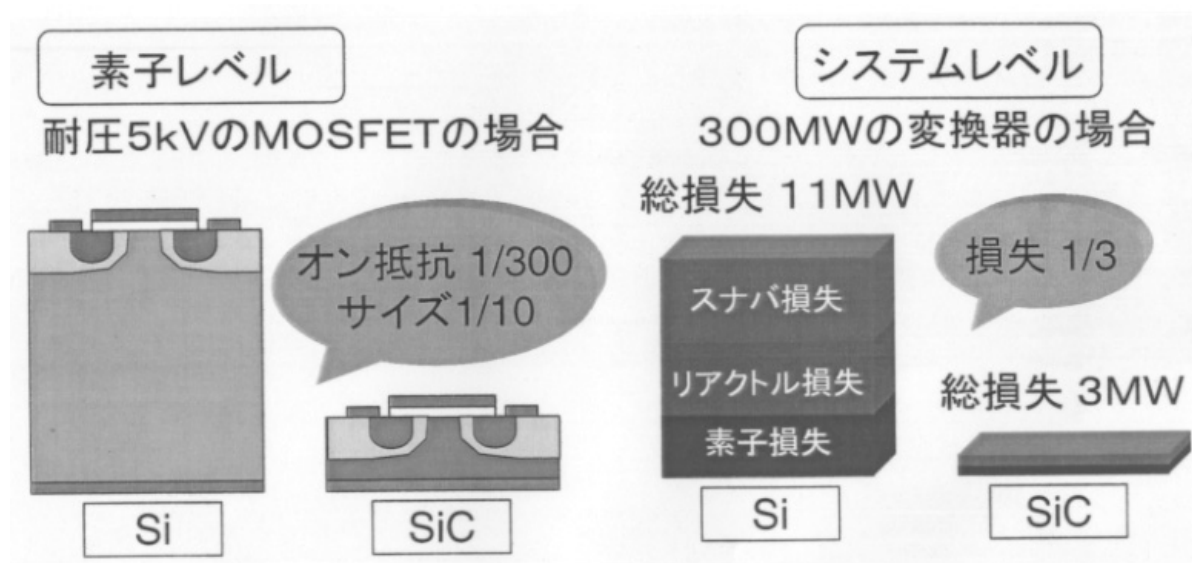 素子レベル
耐圧5kVのMOSFETの場合
オン抵抗 1/300
サイズ1/10
Si
SiC
システムレベル
300MWの変換器の場合
総損失 11MW
損失 1/3
スナバ損失
リアクトル損失
素子損失
総損失 3MW
Si
SiC